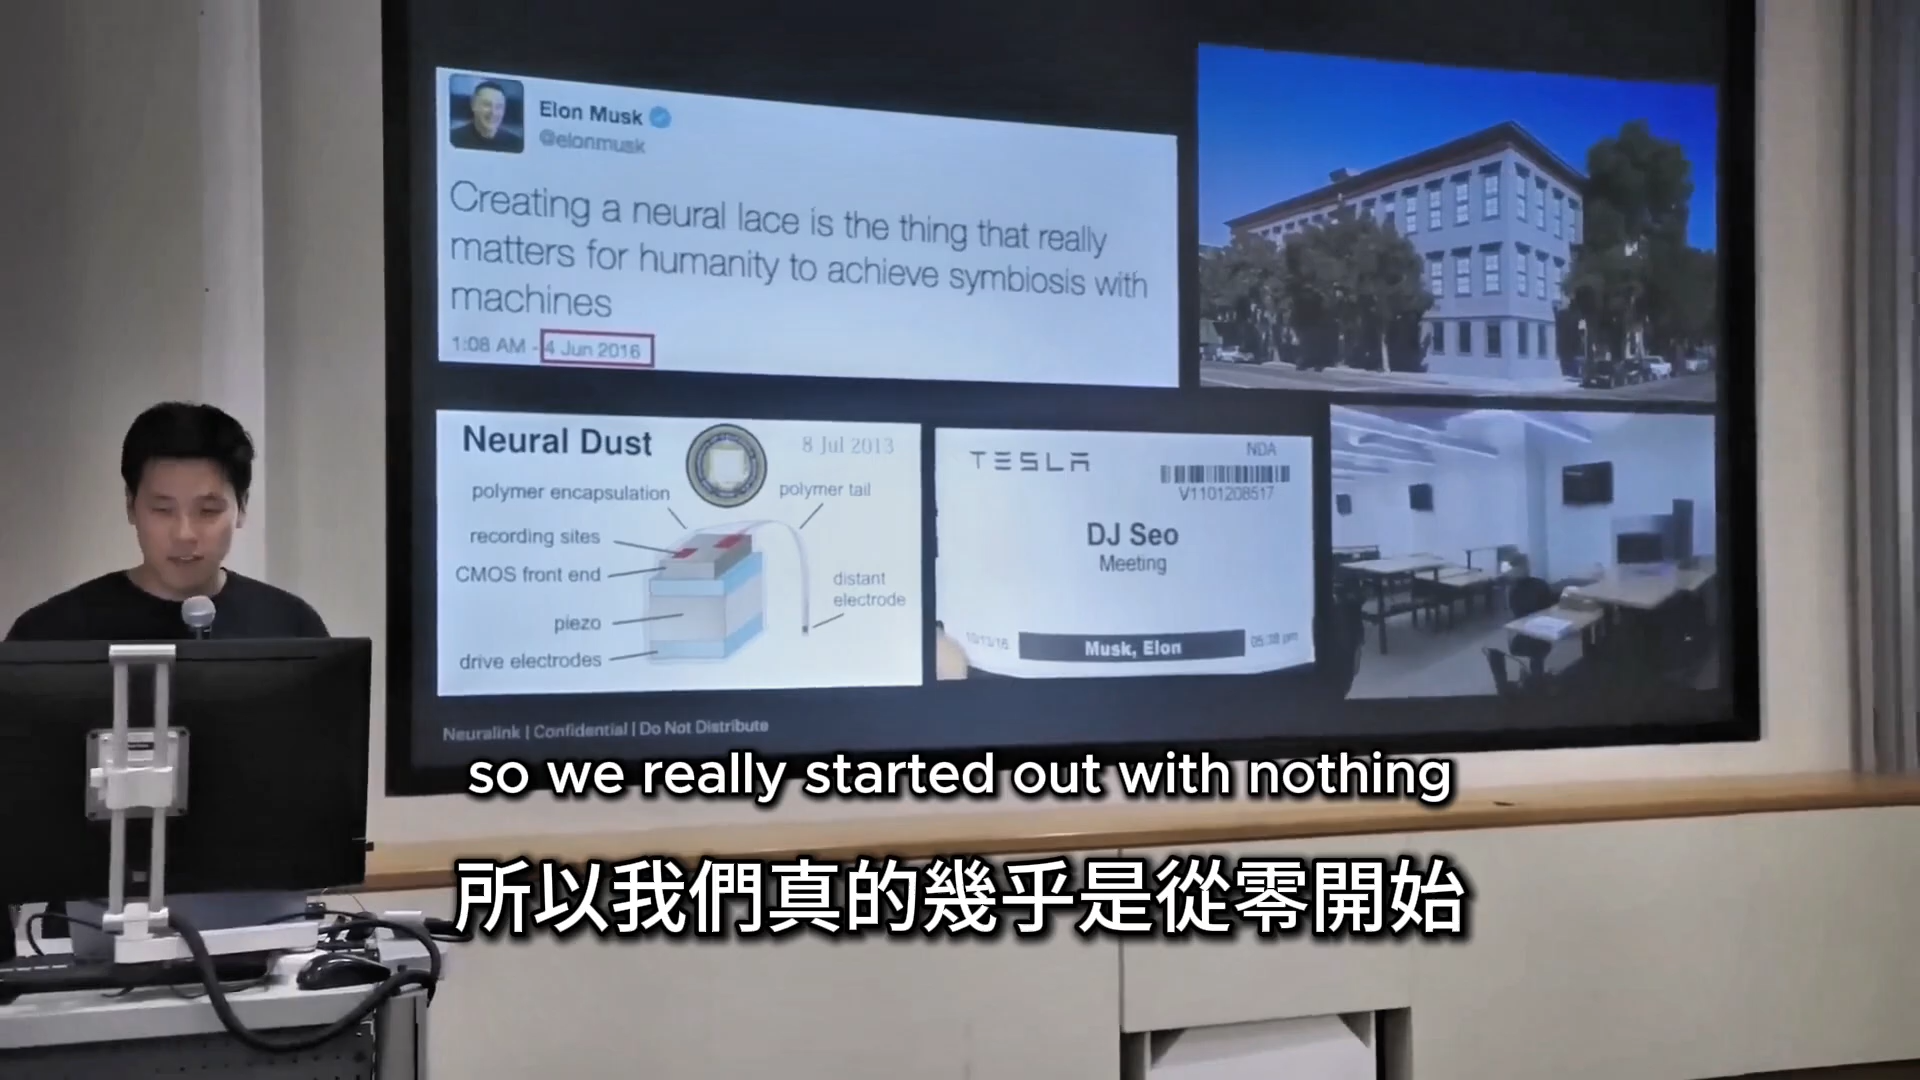 Elon Musk
@elonmusk
Creating a neural lace is the thing that really
matters for humanity to achieve symbiosis with
machines
1:08 AM - 4 Jun 2016
Neural Dust
8 Jul 2013
polymer encapsulation
polymer tail
recording sites
CMOS front end
distant
electrode
piezo
drive electrodes
TESLA
NDA
V1101208517
DJ Seo
Meeting
Musk, Elon
Neuralink | Confidential | Do Not Distribute
so we really started out with nothing
所以我們真的幾乎是從零開始